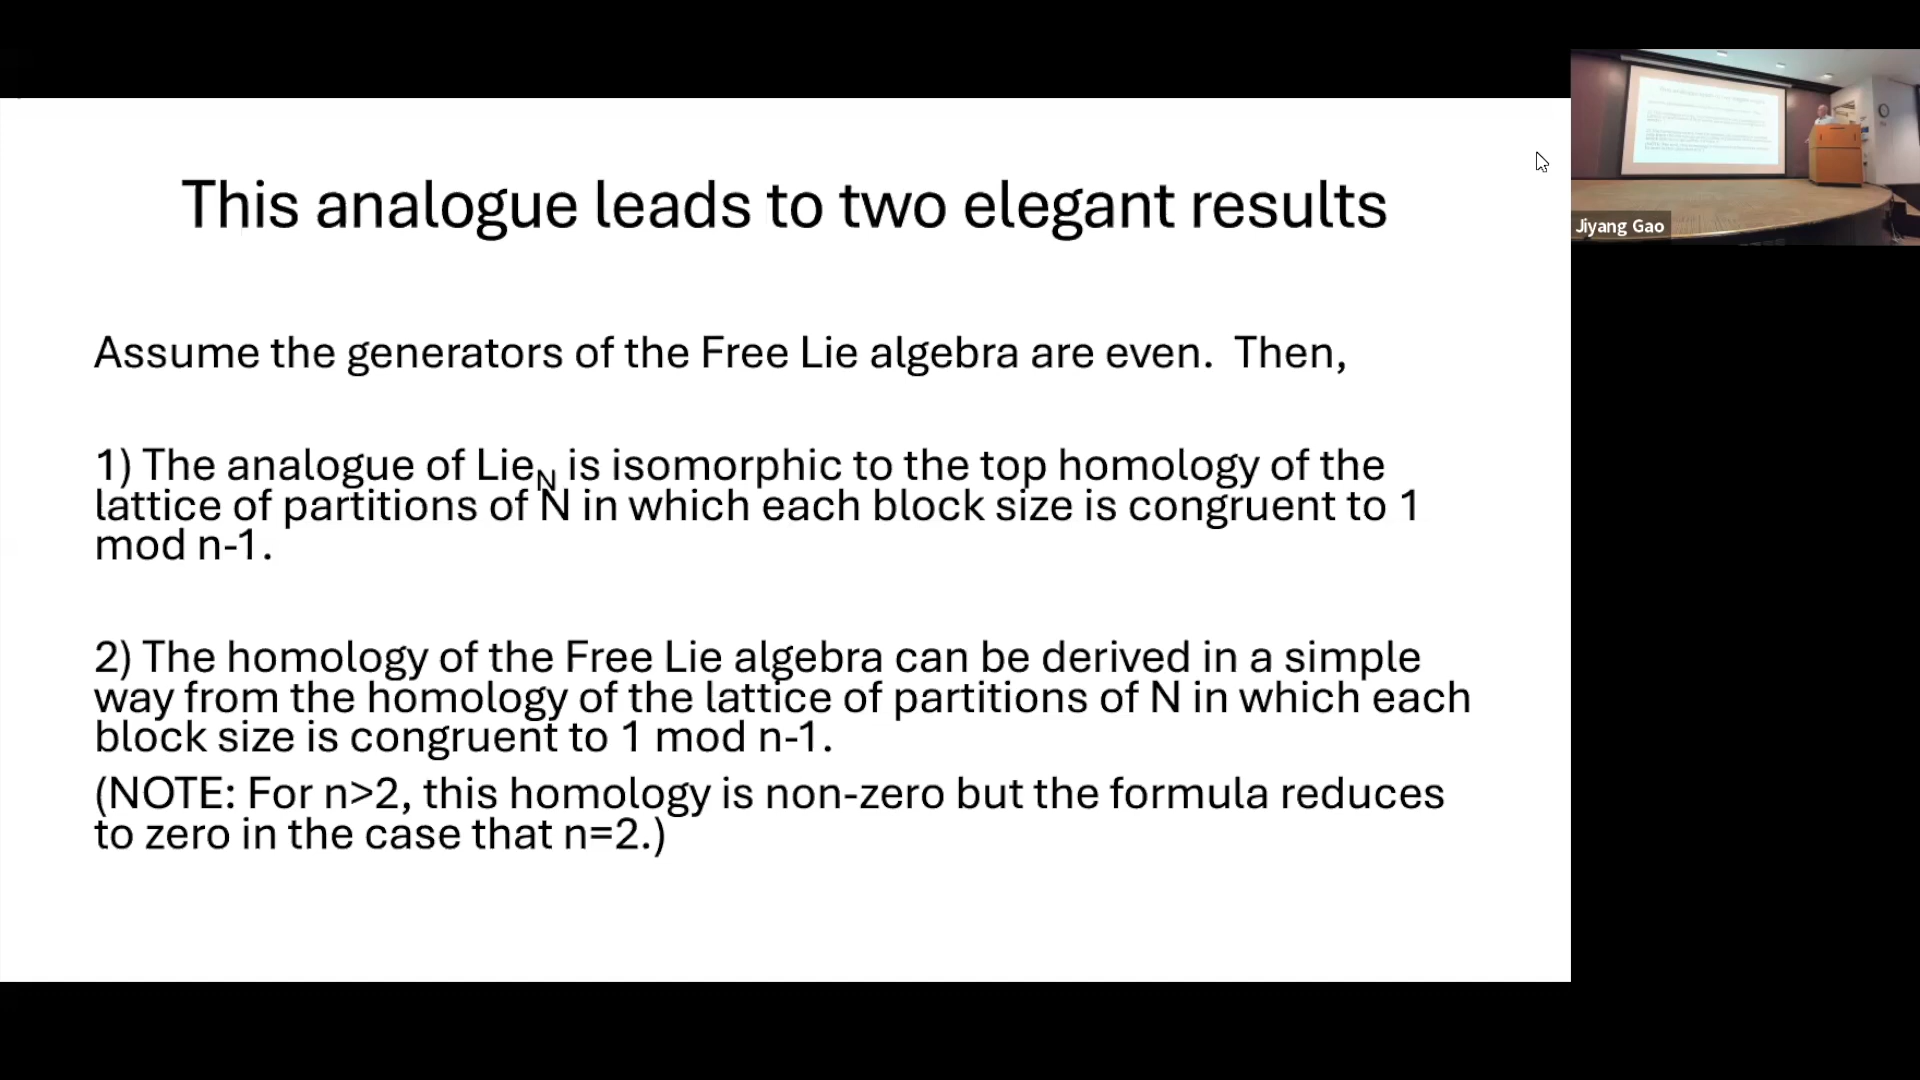 This analogue leads to two elegant results
Assume the generators of the Free Lie algebra are even. Then,
1) The analogue of Lie_N is isomorphic to the top homology of the
lattice of partitions of N in which each block size is congruent to 1
mod n-1.
2) The homology of the Free Lie algebra can be derived in a simple
way from the homology of the lattice of partitions of N in which each
block size is congruent to 1 mod n-1.
(NOTE: For n>2, this homology is non-zero but the formula reduces
to zero in the case that n=2.)
Jiyang Gao